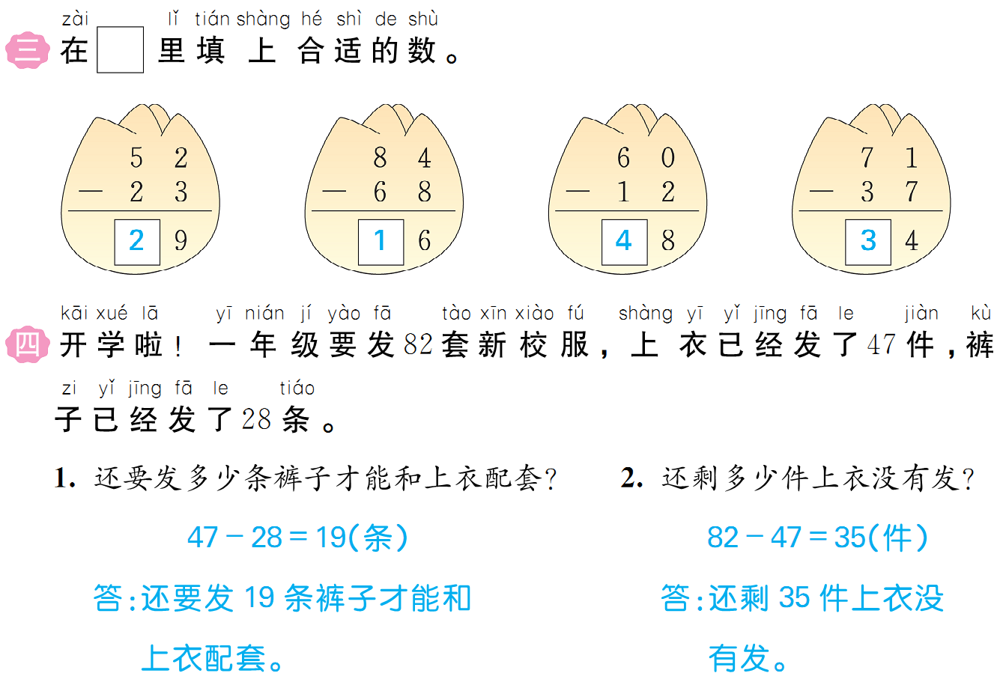 zài lǐ tián shàng hé shì de shù
三 在 里 填 上 合 适 的 数 。
5 2 8 4 6 0 7 1
— 2 3 — 6 8 — 1 2 — 3 7
2 9 1 6 4 8 3 4
kāi xué lā yī nián jí yào fā tào xīn xiào fú shàng yī yǐ jīng fā le jiàn kù
四 开 学 啦 ! 一 年 级 要 发 82 套 新 校 服 , 上 衣 已 经 发 了 47 件 , 裤
zi yǐ jīng fā le tiáo
子 已 经 发 了 28 条 。
1. 还要发多少条裤子才能和上衣配套? 2. 还剩多少件上衣没有发?
47－28＝19(条) 82－47＝35(件)
答:还要发 19 条裤子才能和 答:还剩 35 件上衣没
上衣配套。 有发。